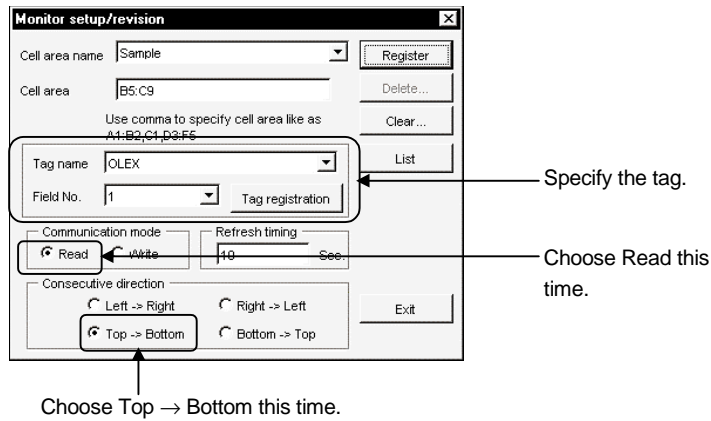 Monitor setup/revision
Cell area name Sample Register
Cell area B5:C9 Delete...
Use comma to specify cell area like as
A1:B2,C1,D3:F5
Clear...
Tag name OLEX List
Specify the tag.
Field No. 1 Tag registration
Communication mode Refresh timing
Read Write 10 Sec.
Choose Read this
time.
Consecutive direction
Left -> Right Right -> Left Exit
Top -> Bottom Bottom -> Top
Choose Top → Bottom this time.